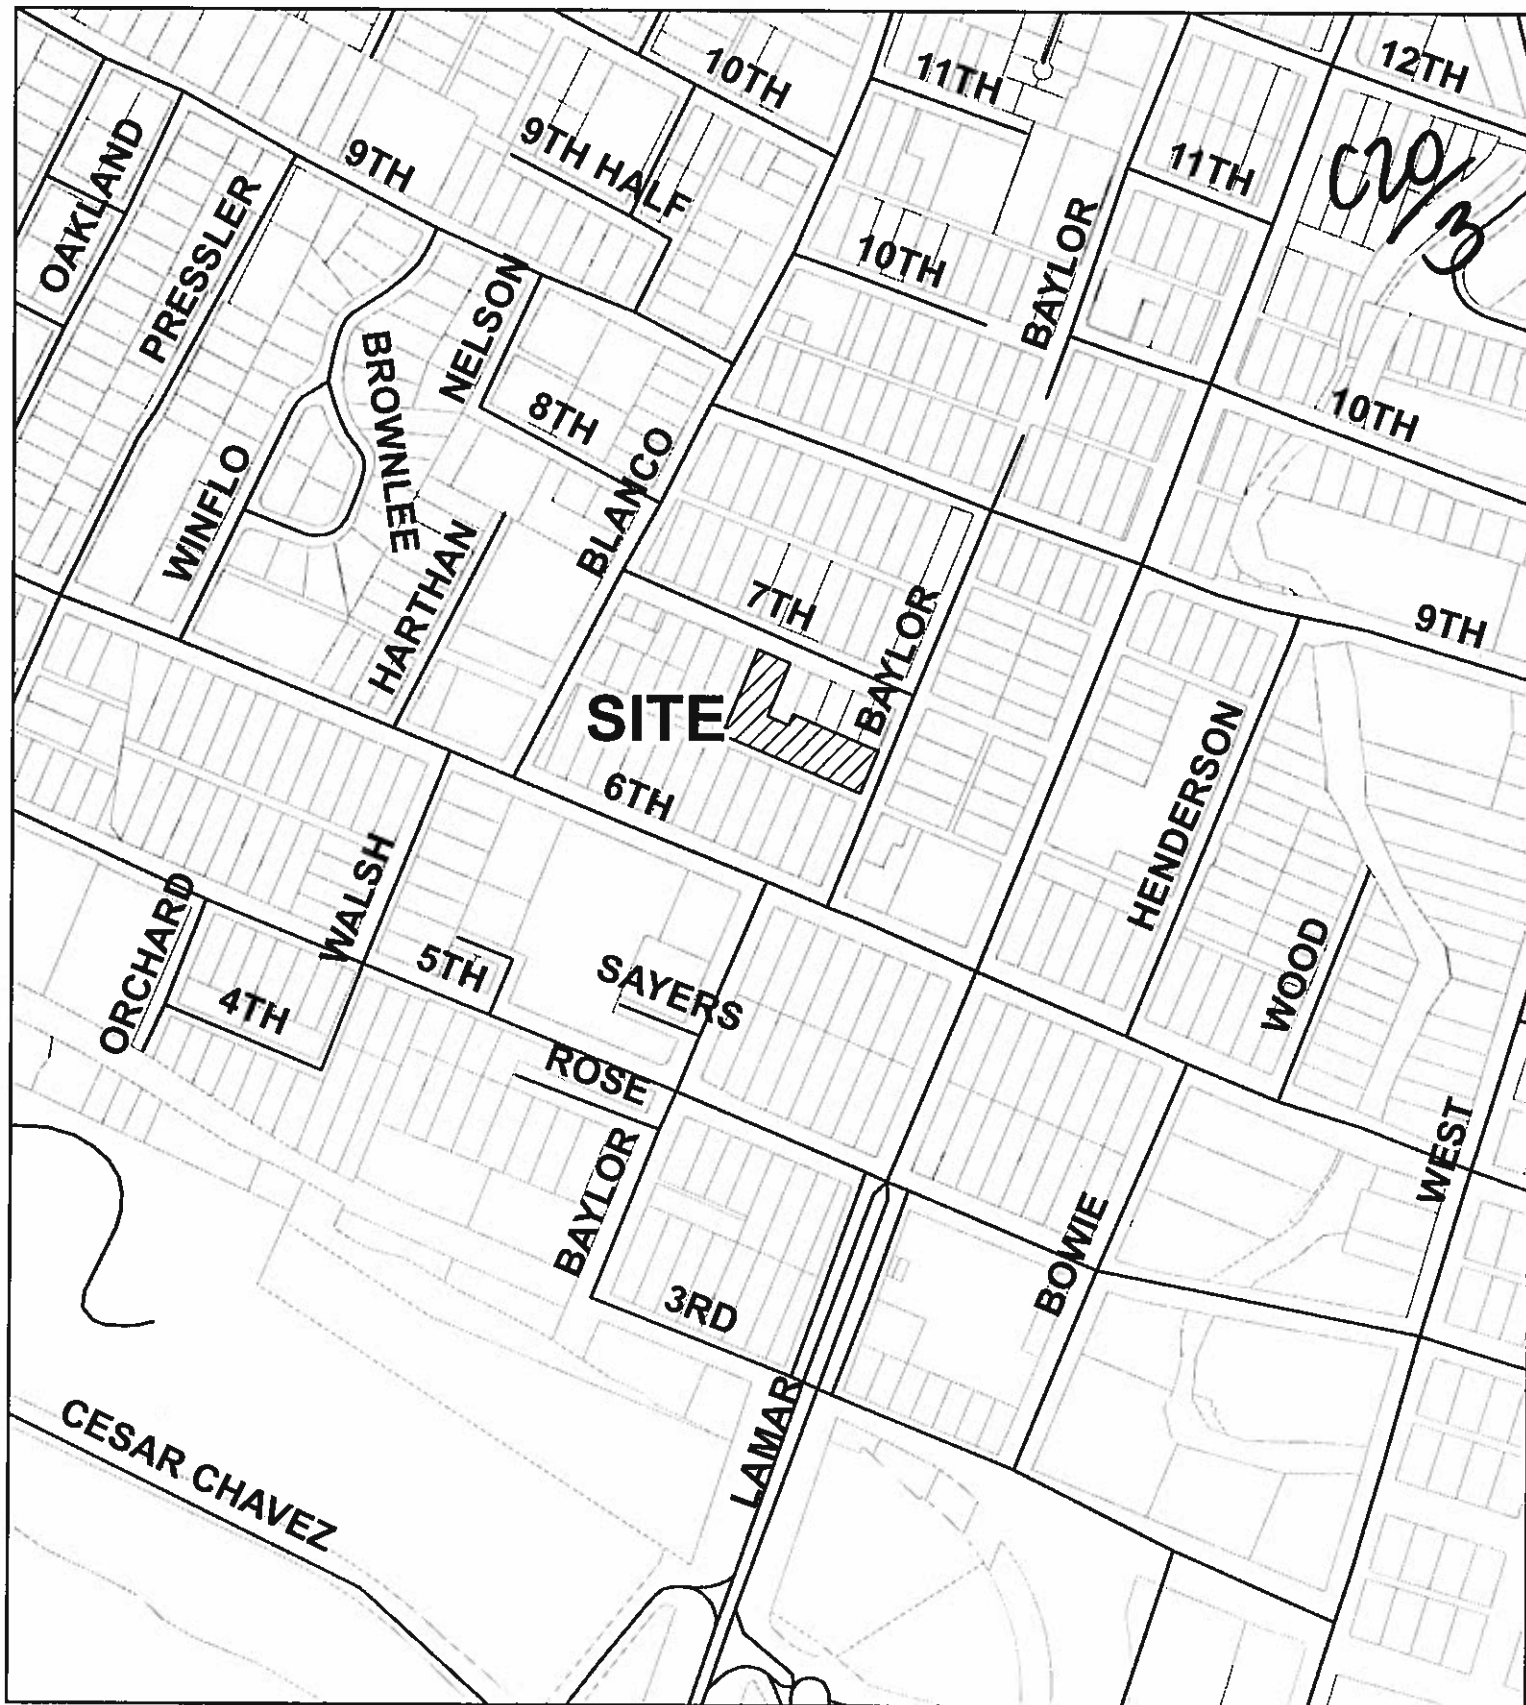 12TH
10TH
11TH
9TH HALF
9TH
11TH
C20/3
OAKLAND
PRESSLER
10TH
BAYLOR
NELSON
BROWNLEE
8TH
10TH
BLANCO
WINFLO
HARTHAN
7TH
BAYLOR
9TH
SITE
6TH
HENDERSON
WALSH
ORCHARD
5TH
SAYERS
WOOD
4TH
ROSE
BAYLOR
WEST
BOWIE
3RD
LAMAR
CESAR CHAVEZ